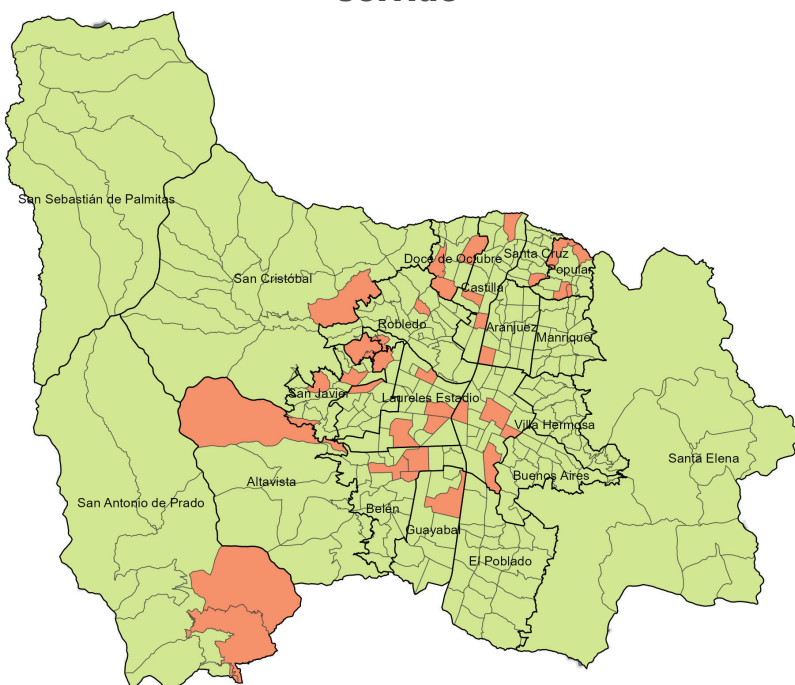 San Sebastián de Palmitas
San Cristóbal
Doce de Octubre
Santa Cruz
Popular
Castilla
Robledo
Aranjuez
Manrique
San Javier
Laureles Estadio
Villa Hermosa
Santa Elena
Buenos Aires
Altavista
San Antonio de Prado
Belén
Guayabal
El Poblado